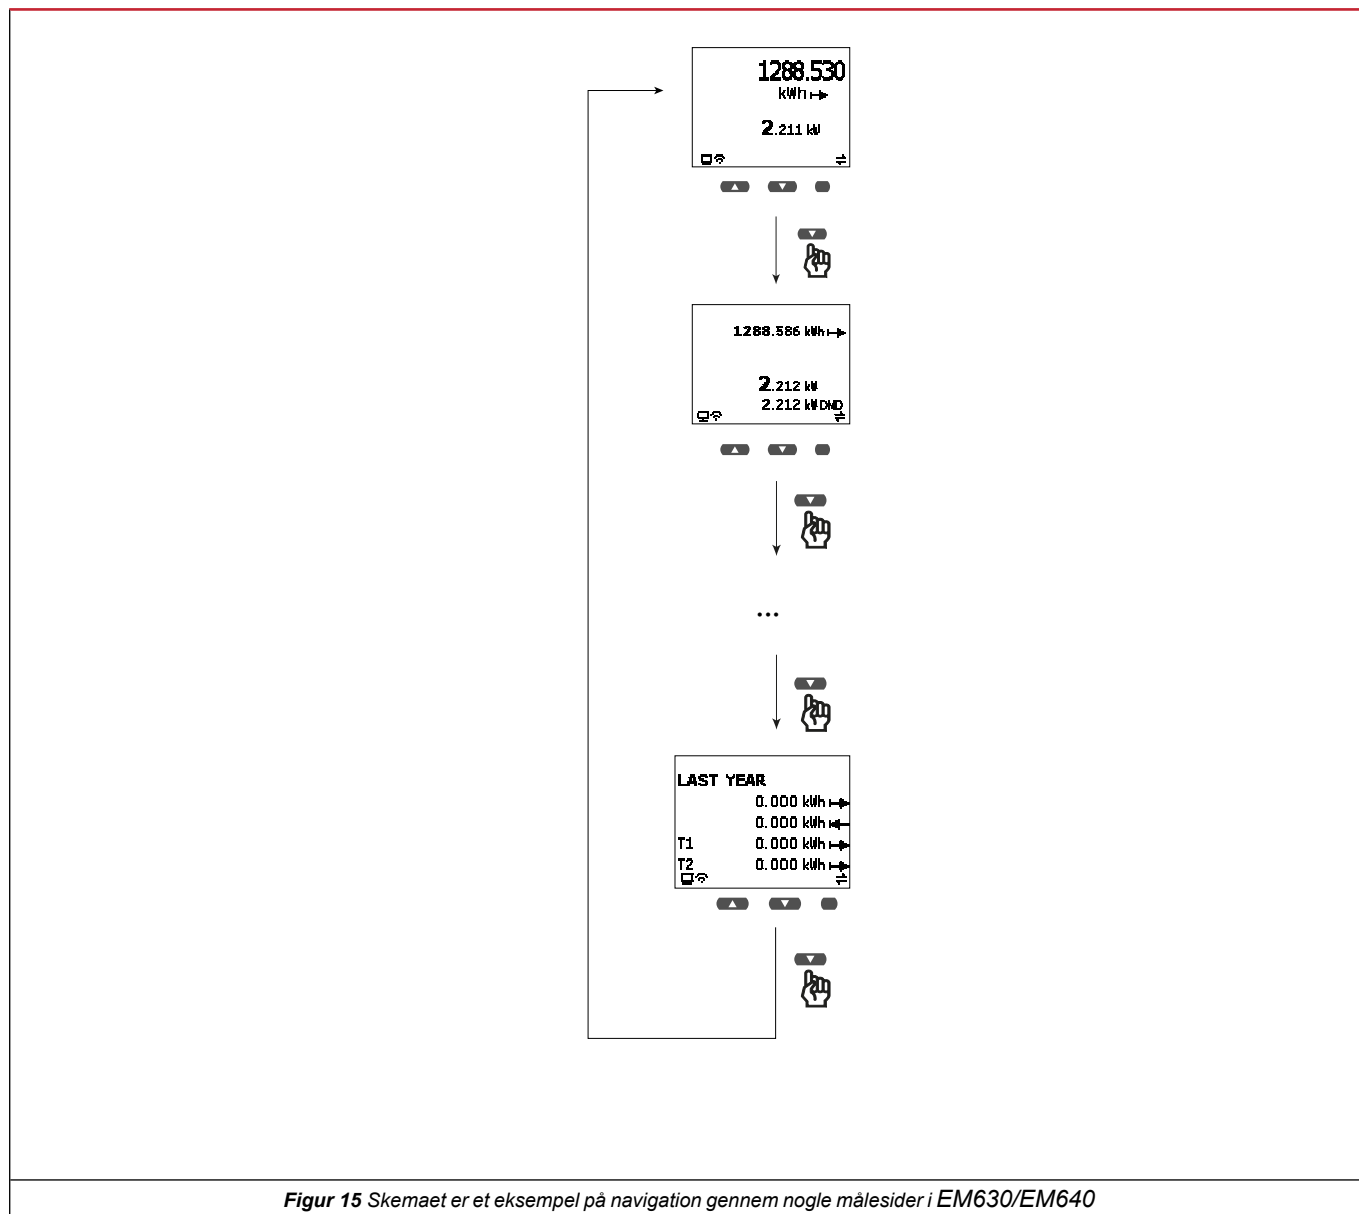 1288.530
kWh
2.211 kW
1288.586 kWh
2.212 kW
2.212 kW DMD
...
LAST YEAR
0.000 kWh
0.000 kWh
T1 0.000 kWh
T2 0.000 kWh
Figur 15 Skemaet er et eksempel på navigation gennem nogle målesider i EM630/EM640